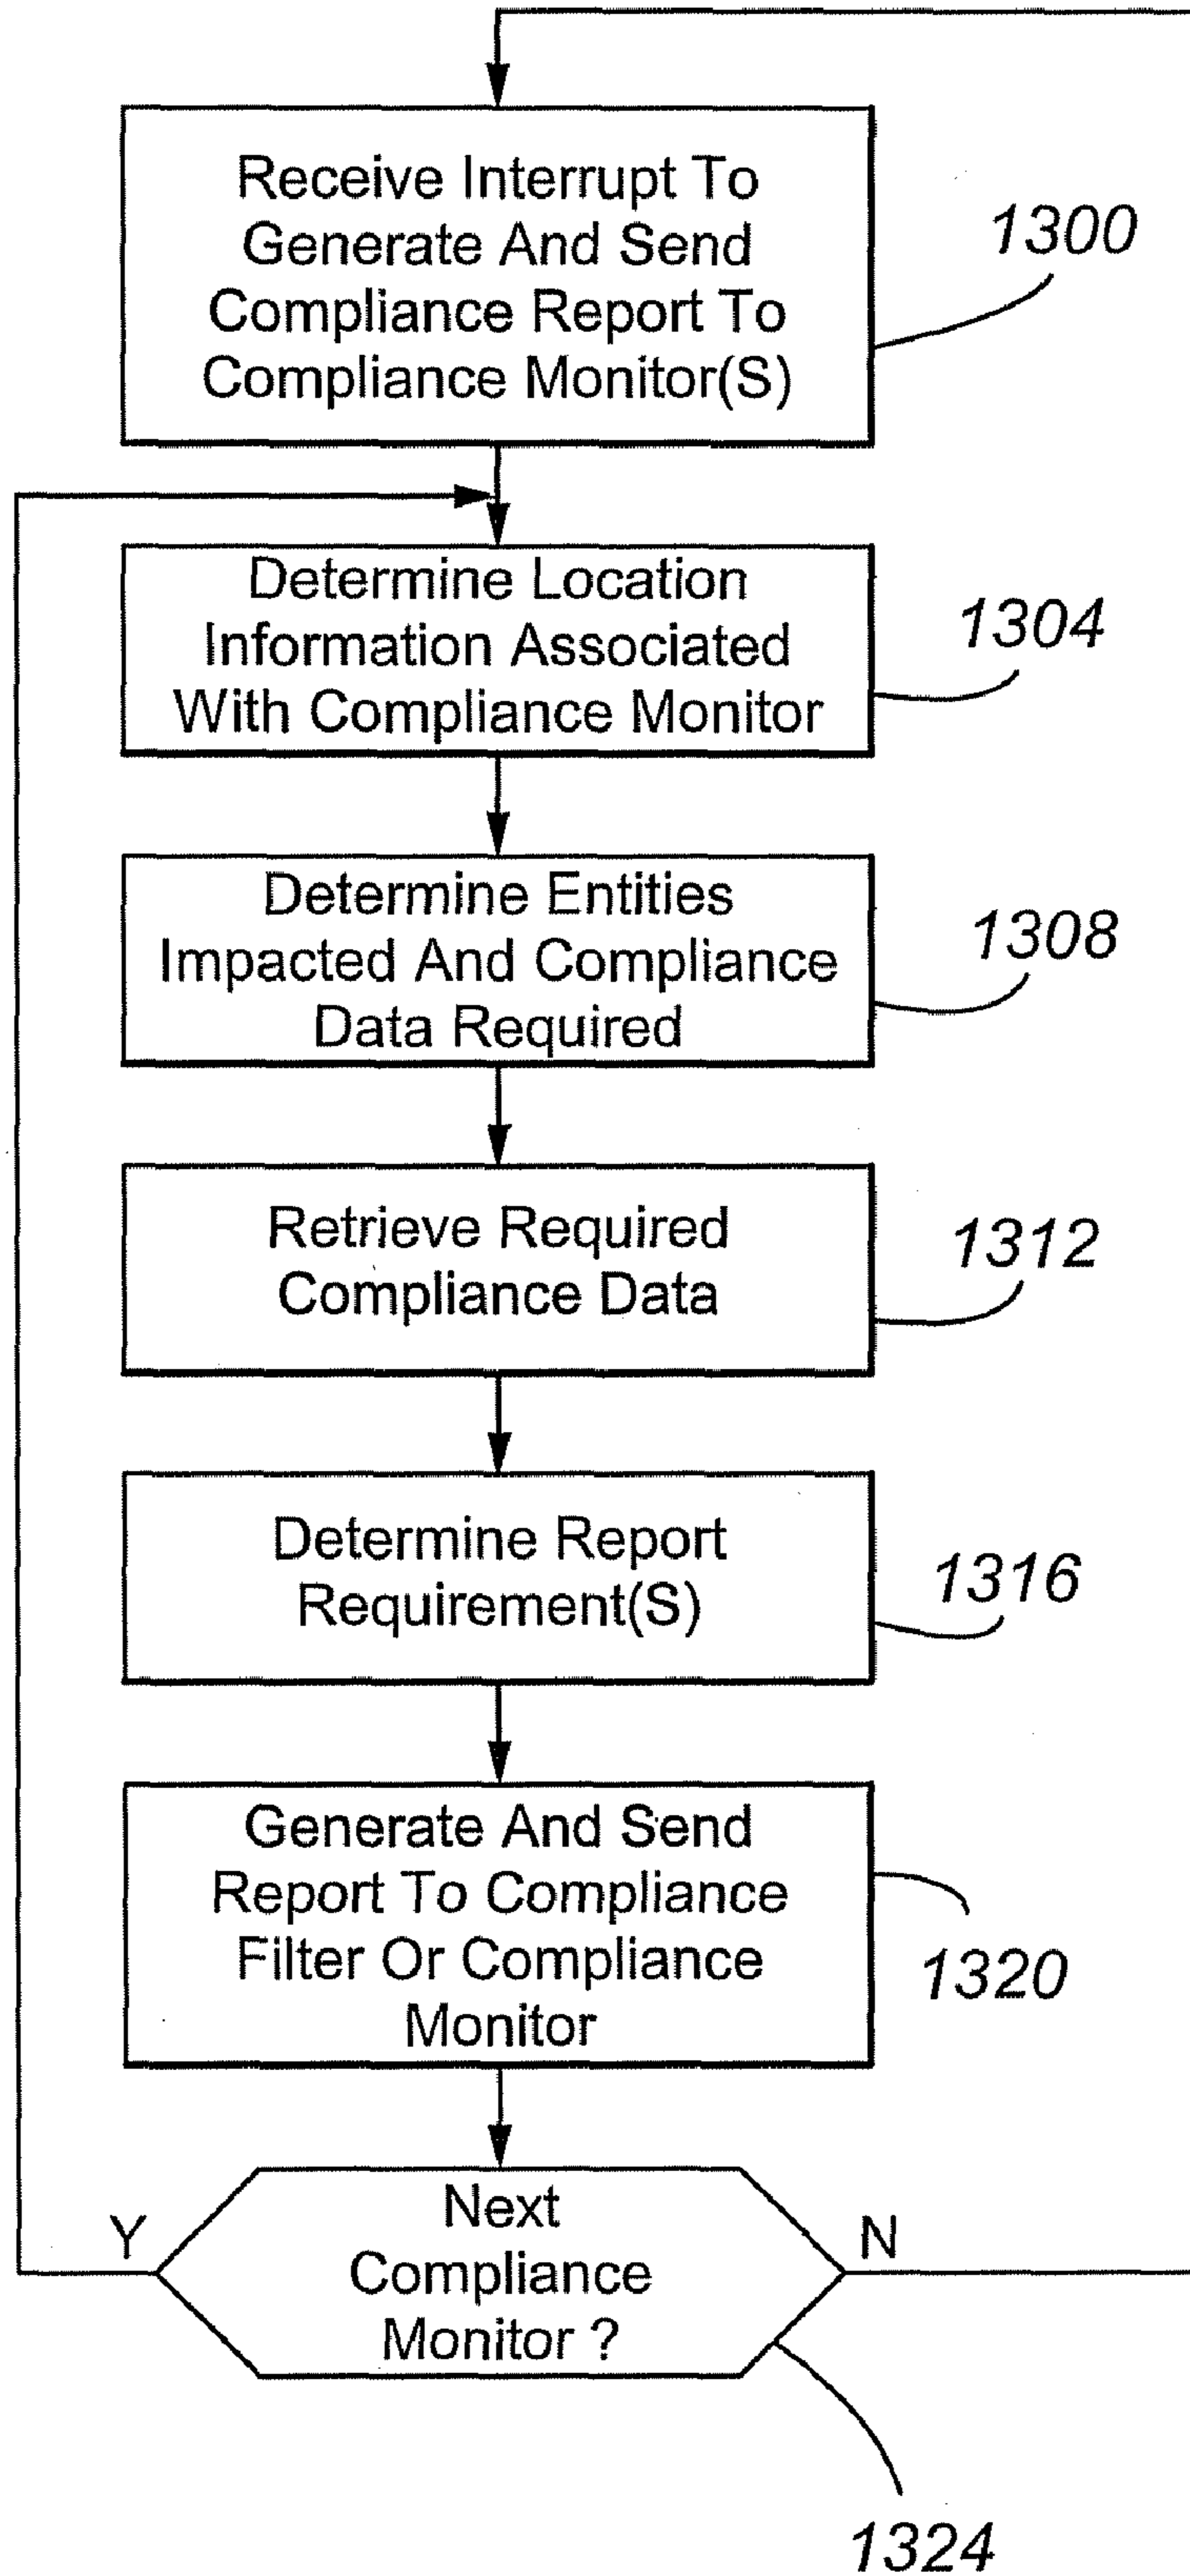 Receive Interrupt To
Generate And Send
Compliance Report To
Compliance Monitor(S)
1300
Determine Location
Information Associated
With Compliance Monitor
1304
Determine Entities
Impacted And Compliance
Data Required
1308
Retrieve Required
Compliance Data
1312
Determine Report
Requirement(S)
1316
Generate And Send
Report To Compliance
Filter Or Compliance
Monitor
1320
Y
Next
Compliance
Monitor ?
N
1324